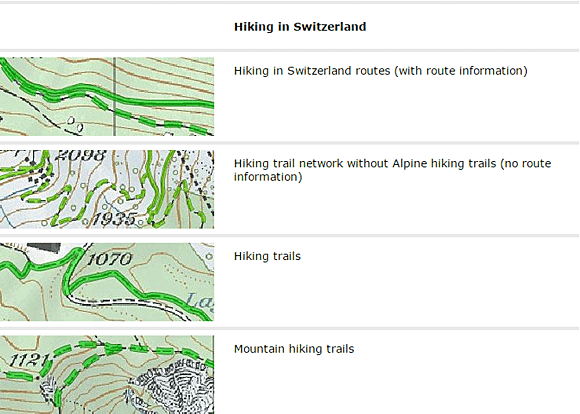 Hiking in Switzerland
Hiking in Switzerland routes (with route information)
2098
1935
Hiking trail network without Alpine hiking trails (no route
information)
1070
Hiking trails
1121
Mountain hiking trails